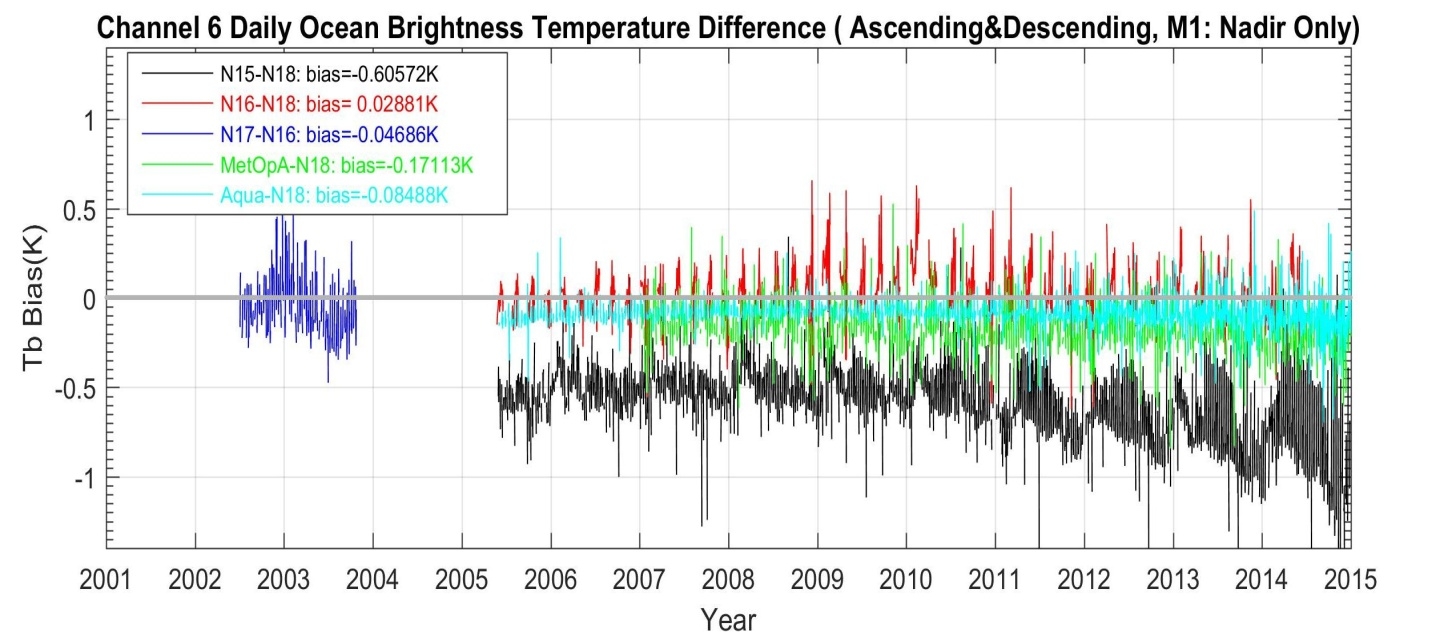 Channel 6 Daily Ocean Brightness Temperature Difference ( Ascending&Descending, M1: Nadir Only)
N15-N18: bias=-0.60572K
N16-N18: bias= 0.02881K
N17-N16: bias=-0.04686K
MetOpA-N18: bias=-0.17113K
Aqua-N18: bias=-0.08488K
Tb Bias(K)
1
0.5
0
-0.5
-1
2001 2002 2003 2004 2005 2006 2007 2008 2009 2010 2011 2012 2013 2014 2015
Year